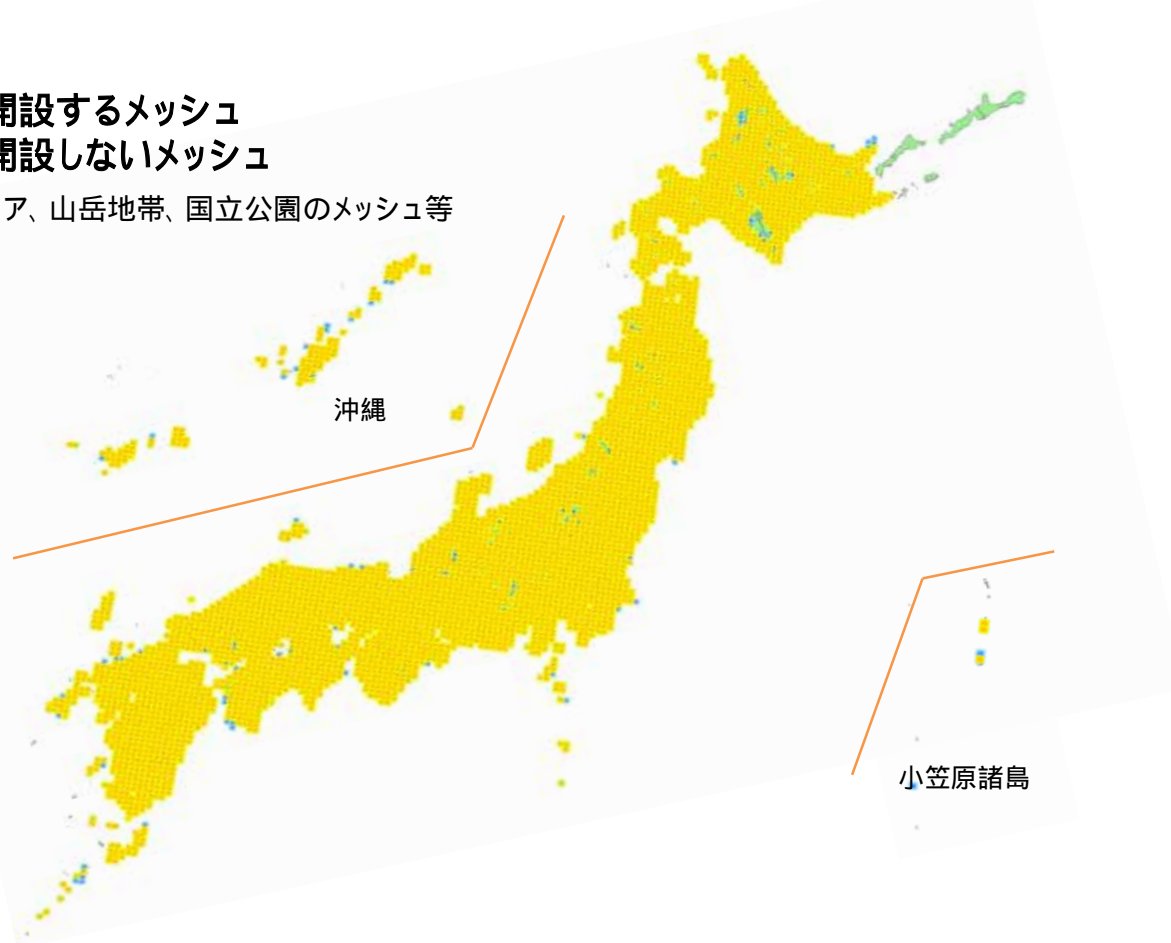 開設するメッシュ
開設しないメッシュ
ア、山岳地帯、国立公園のメッシュ等
沖縄
小笠原諸島